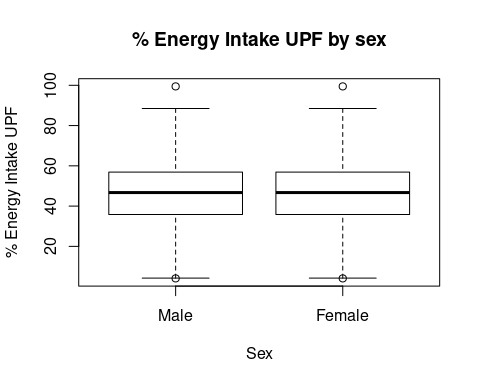 % Energy Intake UPF by sex
% Energy Intake UPF
100
80
60
40
20
Male Female
Sex